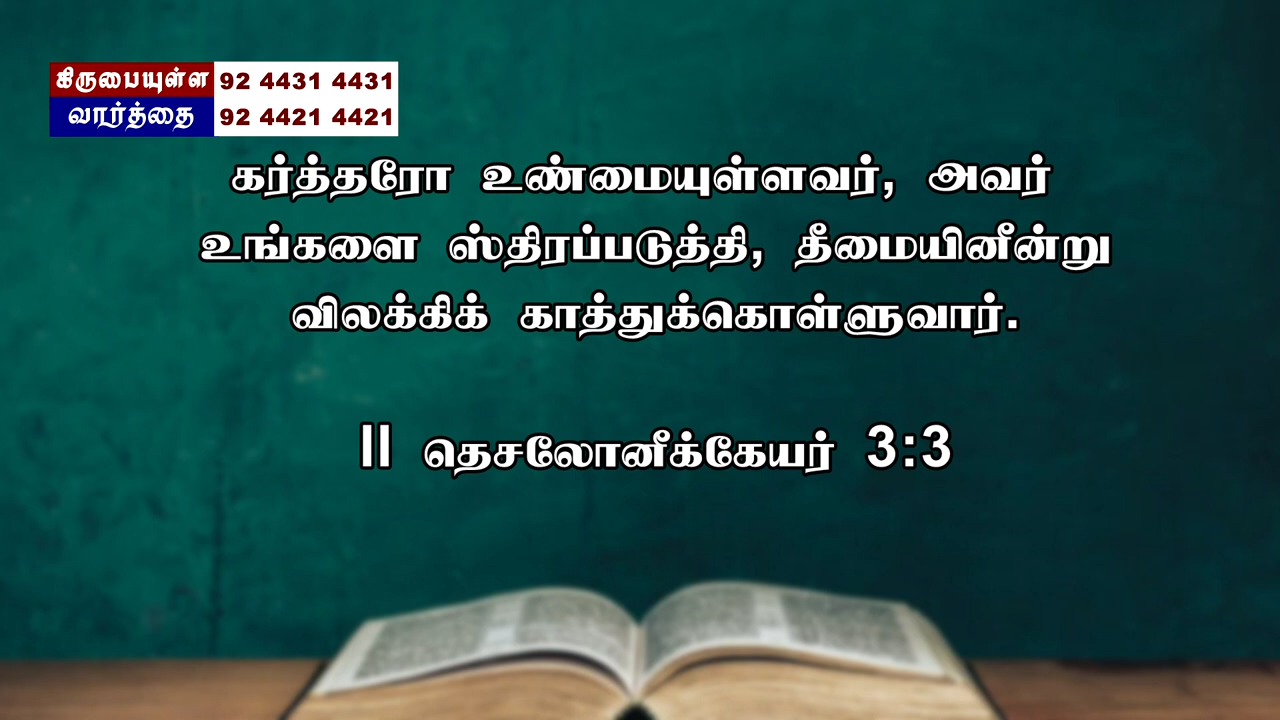 கிருபையுள்ள 92 4431 4431
வார்த்தை 92 4421 4421
கர்த்தரோ உண்மையுள்ளவர், அவர்
உங்களை ஸ்திரப்படுத்தி, தீமையினீன்று
விலக்கிக் காத்துக்கொள்ளுவார்.
II தெசலோனீக்கேயர் 3:3